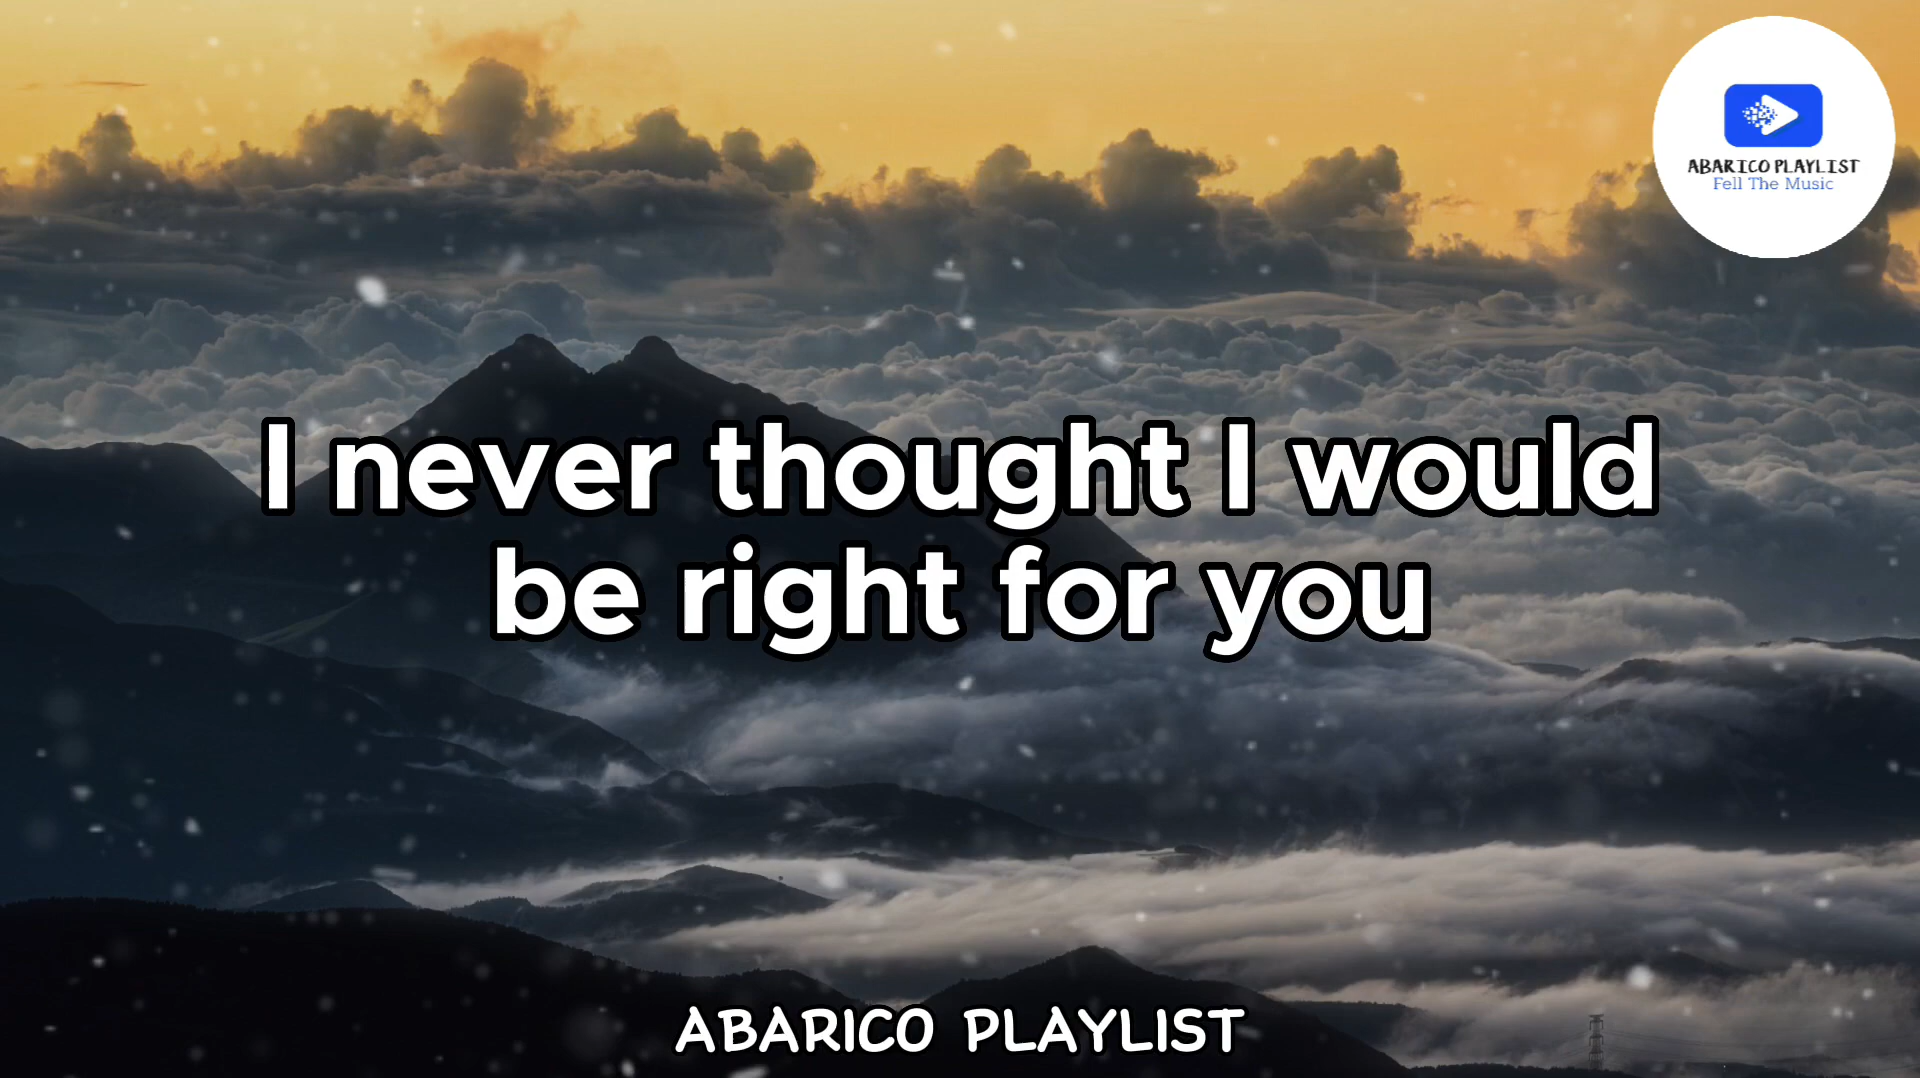 ABARICO PLAYLIST
Fell The Music
I never thought I would
be right for you
ABARICO PLAYLIST